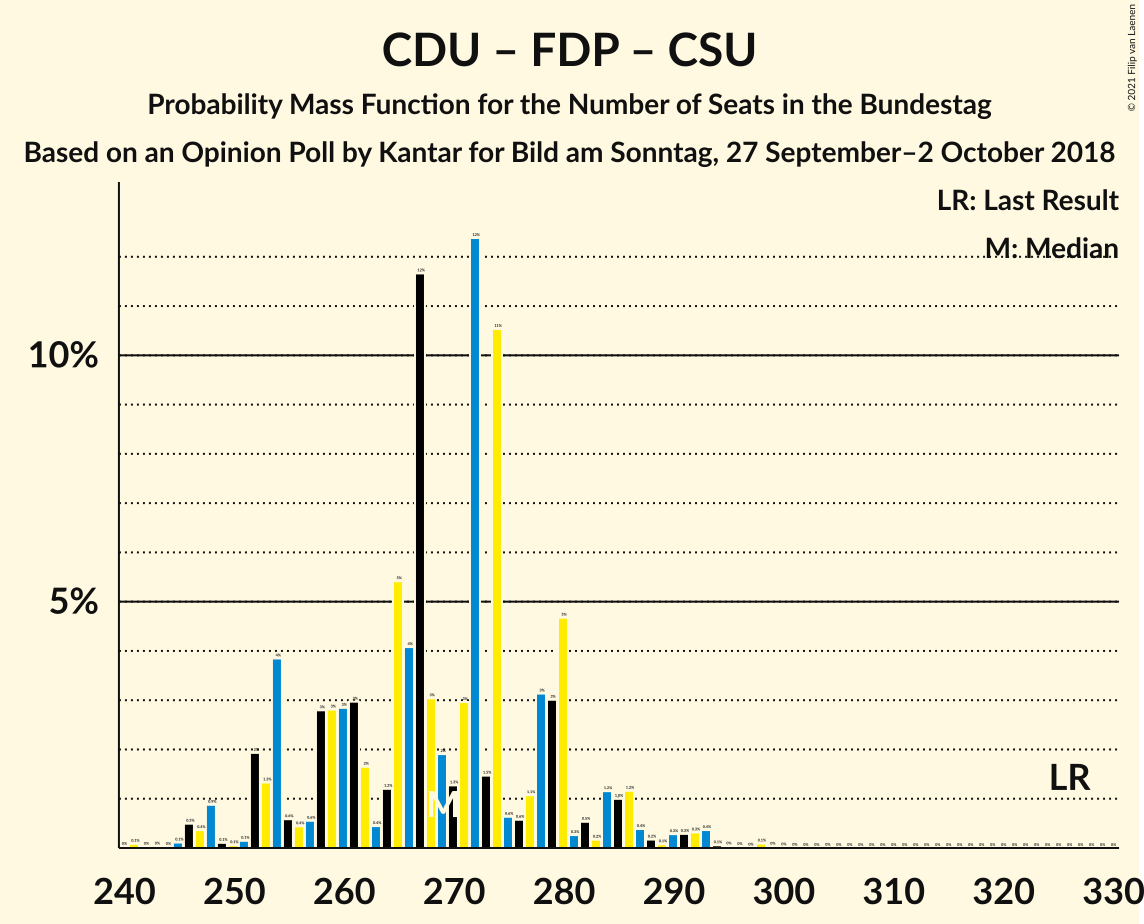 CDU – FDP – CSU
Probability Mass Function for the Number of Seats in the Bundestag
Based on an Opinion Poll by Kantar for Bild am Sonntag, 27 September–2 October 2018
© 2021 Filip van Laenen
LR: Last Result
M: Median
10%
5%
M
LR
240 250 260 270 280 290 300 310 320 330